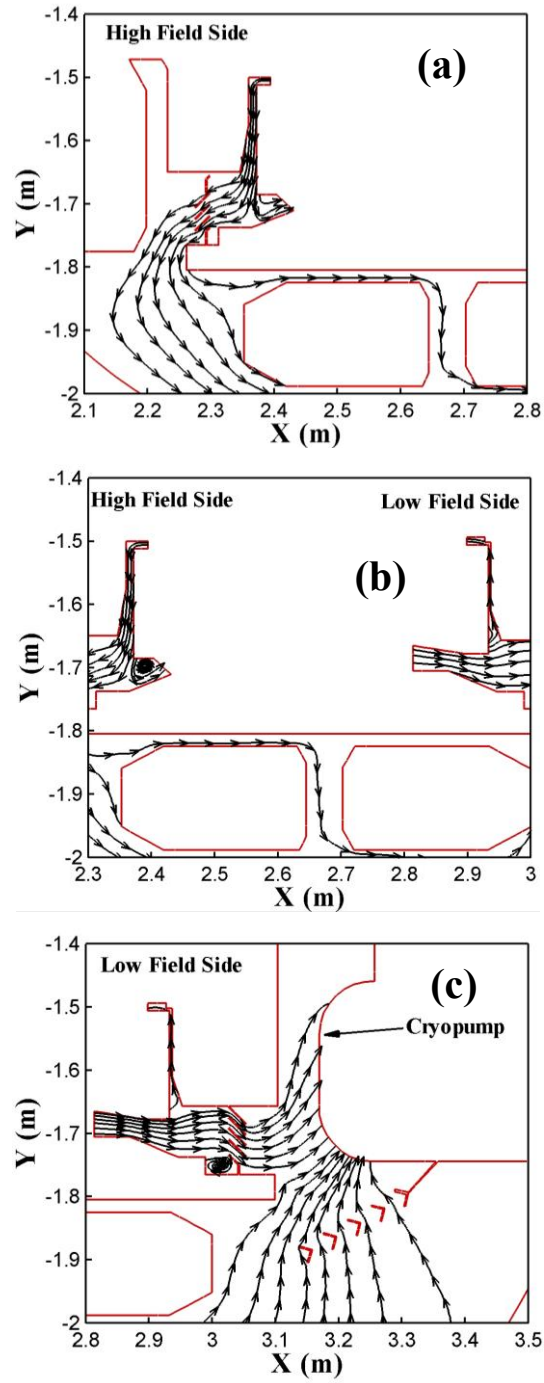 High Field Side
(a)
-1.4
-1.5
-1.6
-1.7
-1.8
-1.9
-2
Y (m)
2.1 2.2 2.3 2.4 2.5 2.6 2.7 2.8
X (m)
High Field Side Low Field Side
(b)
-1.4
-1.5
-1.6
-1.7
-1.8
-1.9
-2
Y (m)
2.3 2.4 2.5 2.6 2.7 2.8 2.9 3
X (m)
Low Field Side
(c)
Cryopump
-1.4
-1.5
-1.6
-1.7
-1.8
-1.9
-2
Y (m)
2.8 2.9 3 3.1 3.2 3.3 3.4 3.5
X (m)